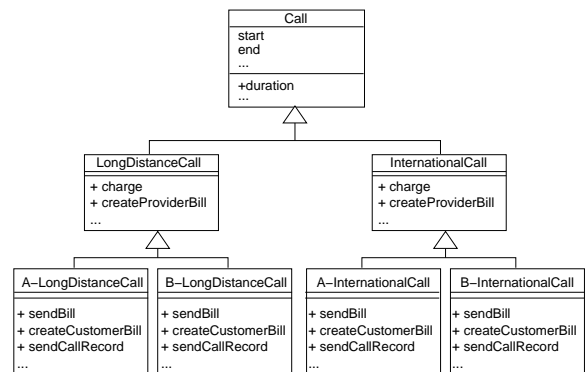 Call
start
end
...
+duration
...
LongDistanceCall
+ charge
+ createProviderBill
...
InternationalCall
+ charge
+ createProviderBill
...
A–LongDistanceCall
+ sendBill
+ createCustomerBill
+ sendCallRecord
...
B–LongDistanceCall
+ sendBill
+ createCustomerBill
+ sendCallRecord
...
A–InternationalCall
+ sendBill
+ createCustomerBill
+ sendCallRecord
...
B–InternationalCall
+ sendBill
+ createCustomerBill
+ sendCallRecord
...